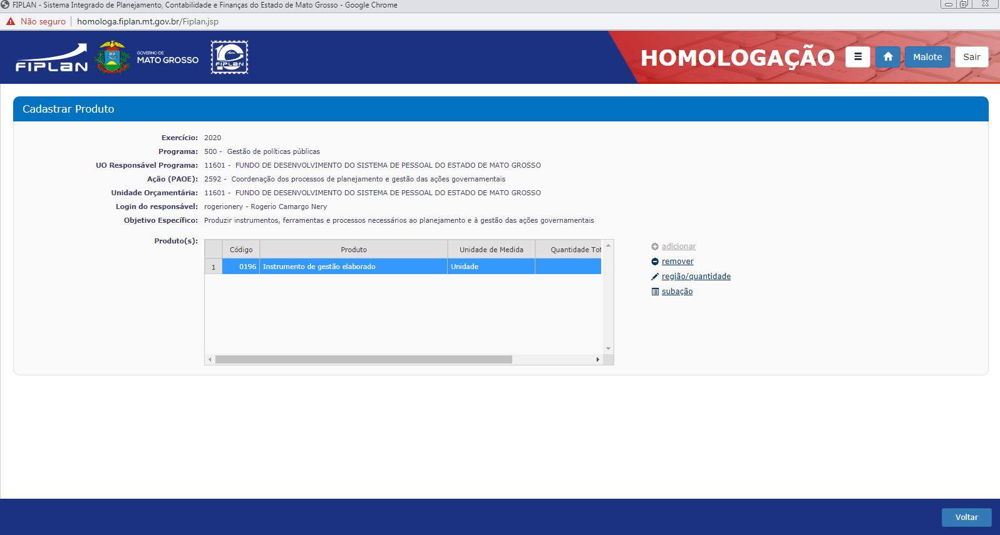 FIPLAN - Sistema Integrado de Planejamento, Contabilidade e Finanças do Estado de Mato Grosso - Google Chrome
Não seguro | homologa.fiplan.mt.gov.br/Fiplan.jsp
FIPLAN
GOVERNO DE
MATO GROSSO
10 Anos
FIPLAN
HOMOLOGAÇÃO
Malote
Sair
Cadastrar Produto
Exercício: 2020
Programa: 500 - Gestão de políticas públicas
UO Responsável Programa: 11601 - FUNDO DE DESENVOLVIMENTO DO SISTEMA DE PESSOAL DO ESTADO DE MATO GROSSO
Ação (PAOE): 2592 - Coordenação dos processos de planejamento e gestão das ações governamentais
Unidade Orçamentária: 11601 - FUNDO DE DESENVOLVIMENTO DO SISTEMA DE PESSOAL DO ESTADO DE MATO GROSSO
Login do responsável: rogerionery - Rogerio Camargo Nery
Objetivo Específico: Produzir instrumentos, ferramentas e processos necessários ao planejamento e à gestão das ações governamentais
Produto(s):
Código Produto Unidade de Medida Quantidade Tot
1 0196 Instrumento de gestão elaborado Unidade
adicionar
remover
região/quantidade
subação
Voltar